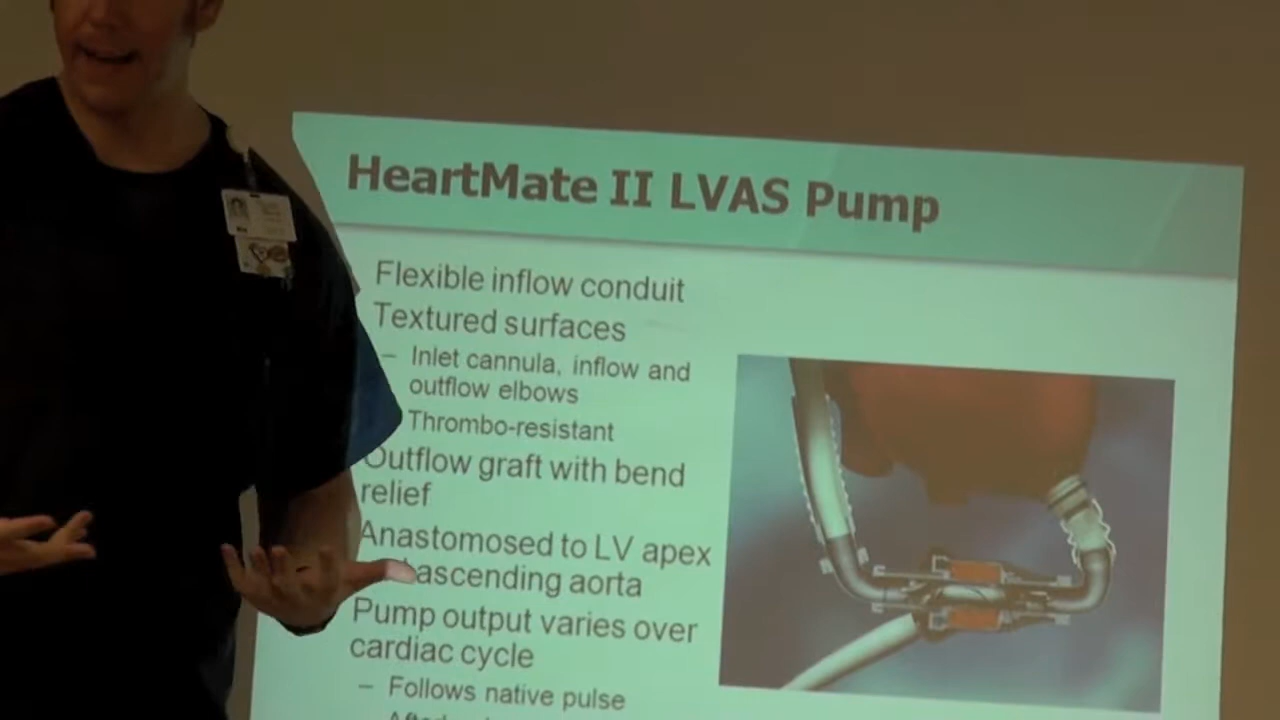 HeartMate II LVAS Pump
Flexible inflow conduit
Textured surfaces
– Inlet cannula, inflow and
outflow elbows
Thrombo-resistant
Outflow graft with bend
relief
Anastomosed to LV apex
ascending aorta
Pump output varies over
cardiac cycle
– Follows native pulse